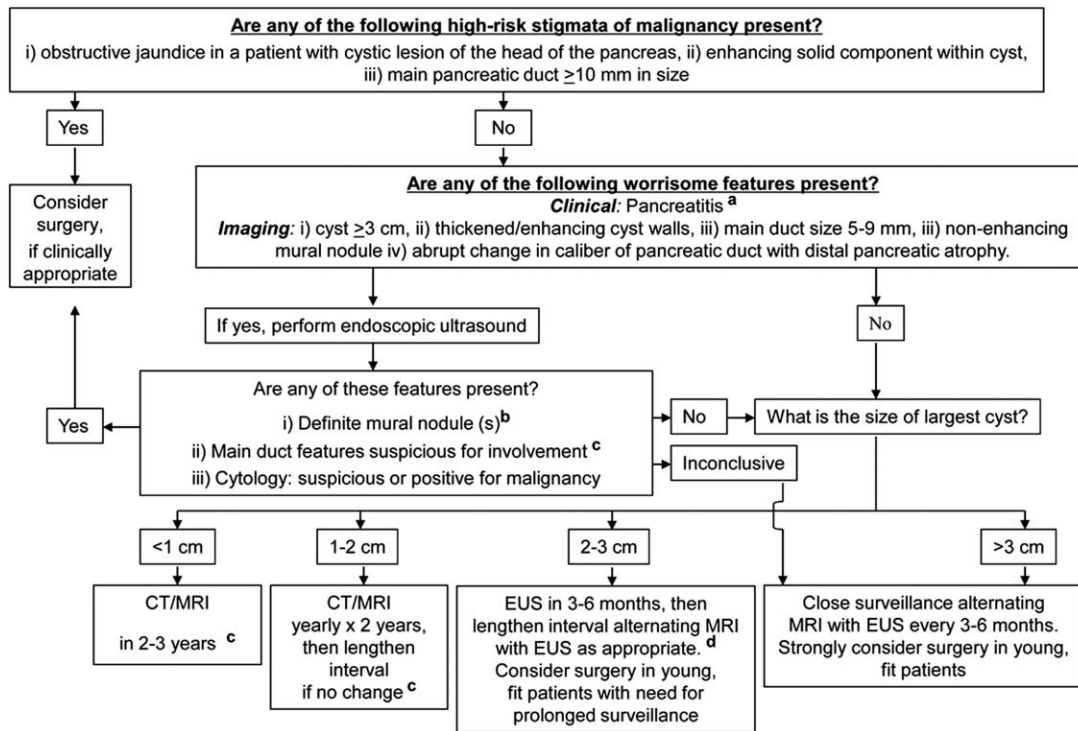 Are any of the following high-risk stigmata of malignancy present?
i) obstructive jaundice in a patient with cystic lesion of the head of the pancreas, ii) enhancing solid component within cyst,
iii) main pancreatic duct ≥10 mm in size
Yes
No
Consider
surgery,
if clinically
appropriate
Are any of the following worrisome features present?
Clinical: Pancreatitis a
Imaging: i) cyst ≥3 cm, ii) thickened/enhancing cyst walls, iii) main duct size 5-9 mm, iii) non-enhancing
mural nodule iv) abrupt change in caliber of pancreatic duct with distal pancreatic atrophy.
If yes, perform endoscopic ultrasound
No
Are any of these features present?
i) Definite mural nodule (s) b
ii) Main duct features suspicious for involvement c
iii) Cytology: suspicious or positive for malignancy
Yes
No
What is the size of largest cyst?
Inconclusive
<1 cm
1-2 cm
2-3 cm
>3 cm
CT/MRI
in 2-3 years c
CT/MRI
yearly x 2 years,
then lengthen
interval
if no change c
EUS in 3-6 months, then
lengthen interval alternating MRI
with EUS as appropriate. d
Consider surgery in young,
fit patients with need for
prolonged surveillance
Close surveillance alternating
MRI with EUS every 3-6 months.
Strongly consider surgery in young,
fit patients